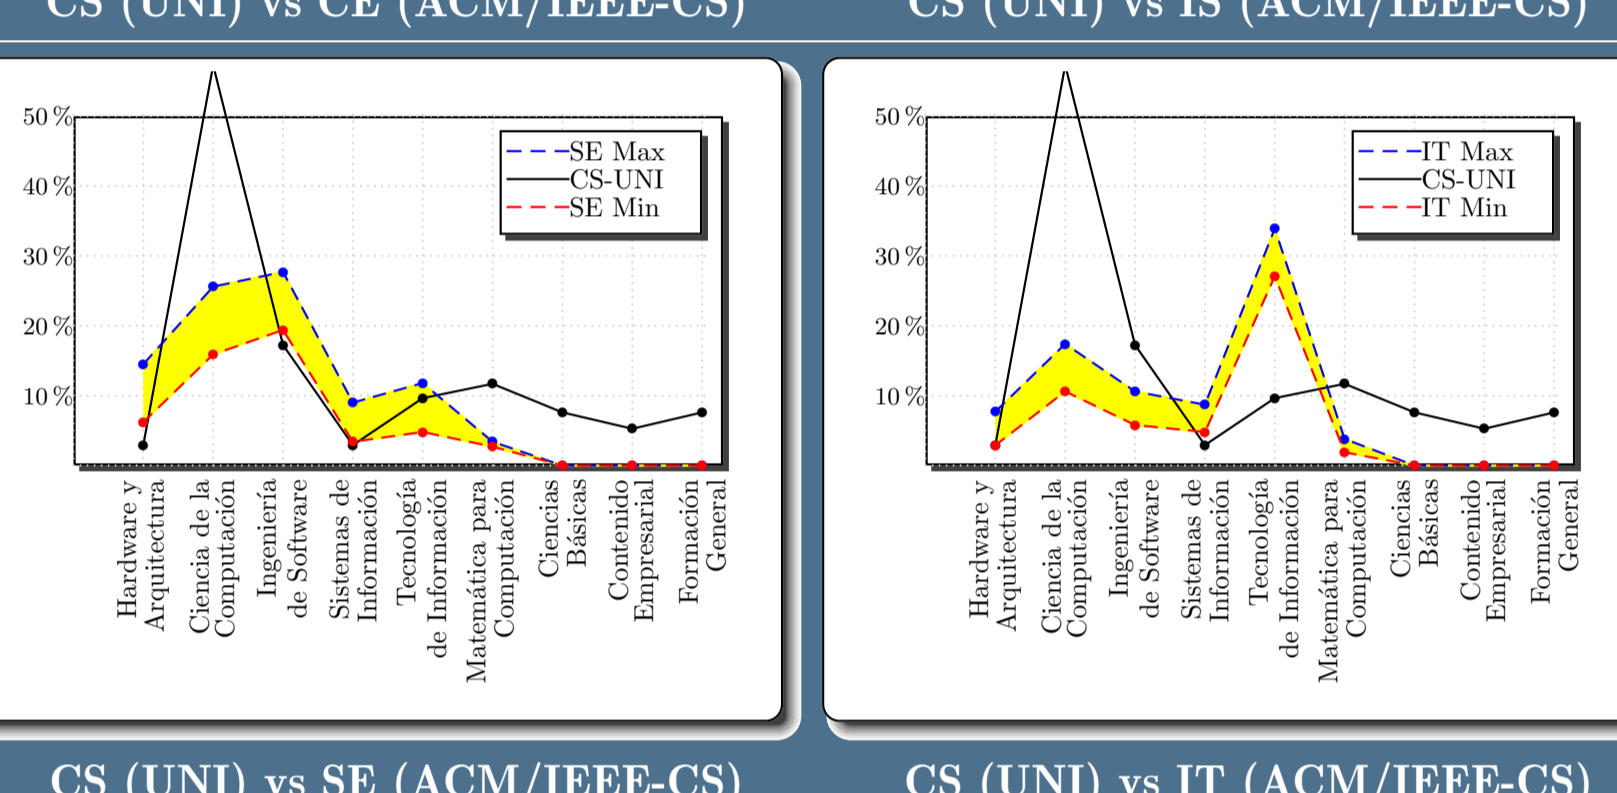 CS (UNI) vs CE (ACM/IEEE-CS)
CS (UNI) vs IS (ACM/IEEE-CS)
50 %
40 %
30 %
20 %
10 %
SE Max
CS-UNI
SE Min
Hardware y
Arquitectura
Ciencia de la
Computación
Ingeniería
de Software
Sistemas de
Información
Tecnología
de Información
Matemática para
Computación
Ciencias
Básicas
Contenido
Empresarial
Formación
General
50 %
40 %
30 %
20 %
10 %
IT Max
CS-UNI
IT Min
Hardware y
Arquitectura
Ciencia de la
Computación
Ingeniería
de Software
Sistemas de
Información
Tecnología
de Información
Matemática para
Computación
Ciencias
Básicas
Contenido
Empresarial
Formación
General
CS (UNI) vs SE (ACM/IEEE-CS)
CS (UNI) vs IT (ACM/IEEE-CS)